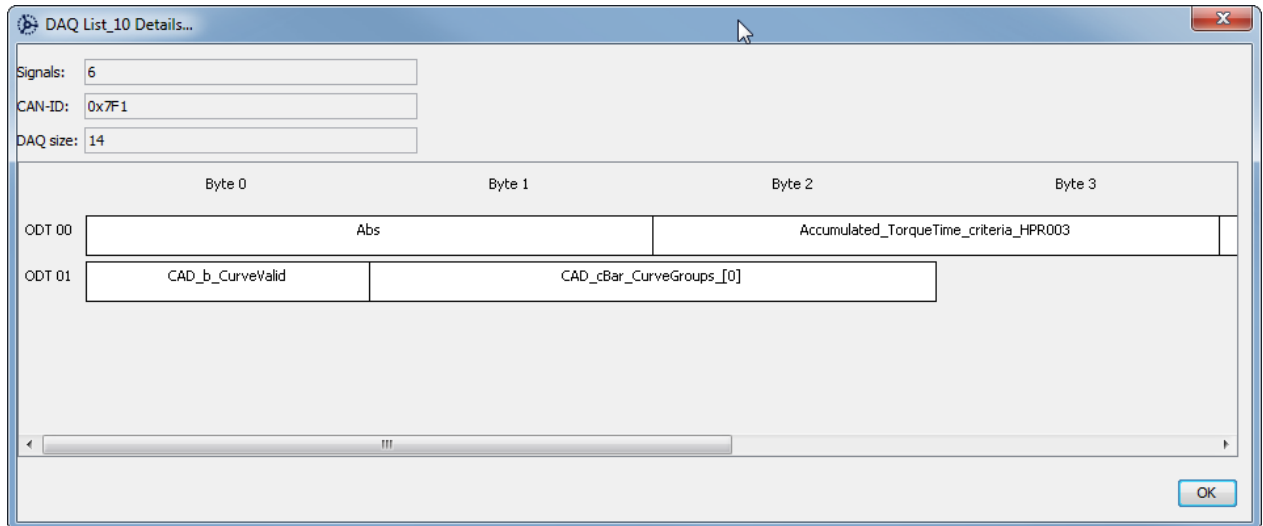 DAQ List_10 Details...
Signals: 6
CAN-ID: 0x7F1
DAQ size: 14
Byte 0 Byte 1 Byte 2 Byte 3
ODT 00 Abs Accumulated_TorqueTime_criteria_HPR003
ODT 01 CAD_b_CurveValid CAD_cBar_CurveGroups_[0]
OK